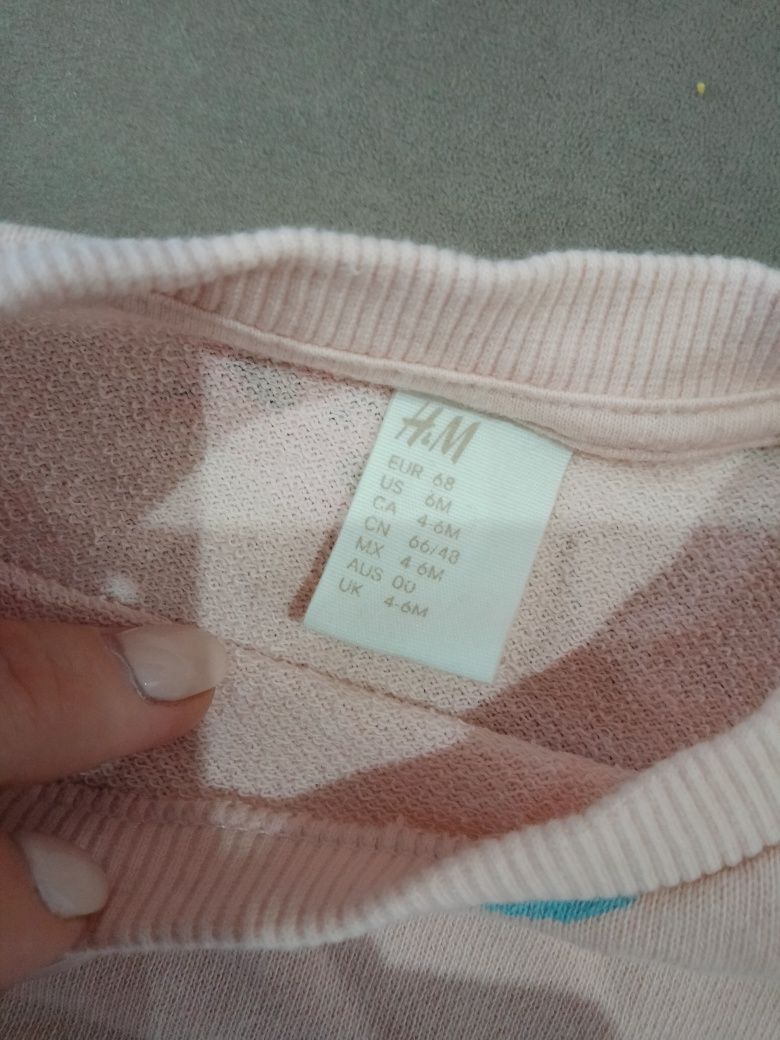 H&M
EUR 68
US 6M
CA 4-6M
CN 66/48
MX 4-6M
AUS 00
UK 4-6M